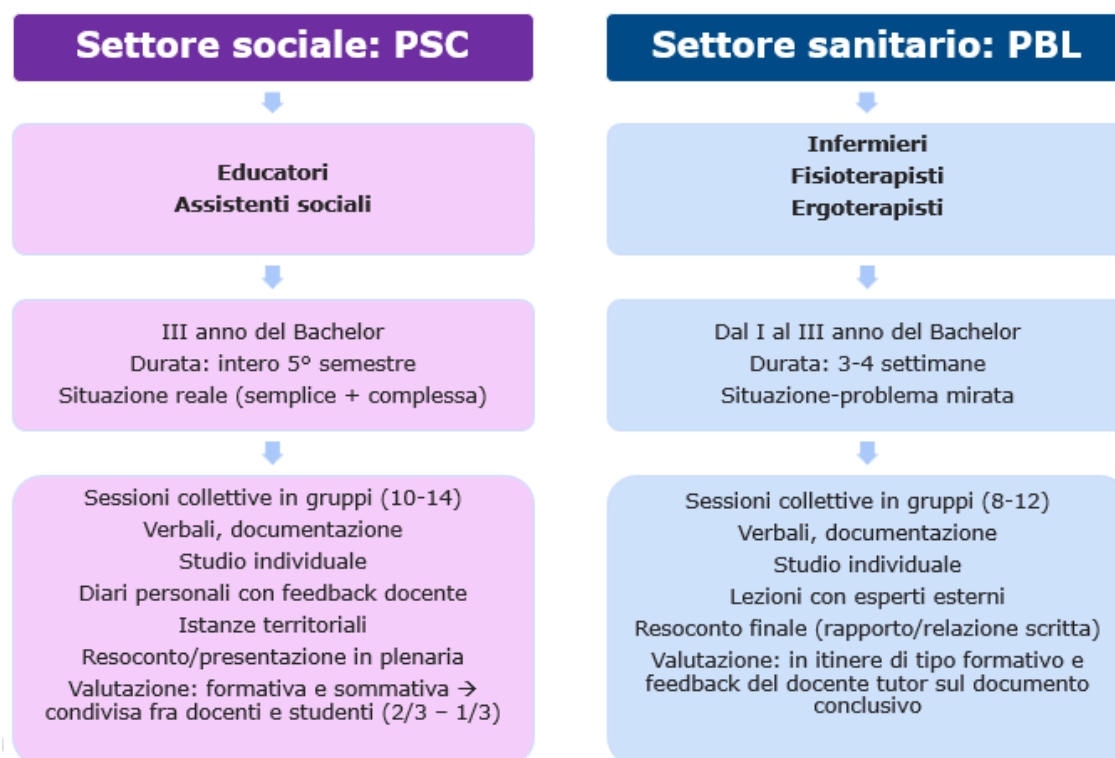 Settore sociale: PSC
Educatori
Assistenti sociali
III anno del Bachelor
Durata: intero 5° semestre
Situazione reale (semplice + complessa)
Sessioni collettive in gruppi (10-14)
Verbali, documentazione
Studio individuale
Diari personali con feedback docente
Istanze territoriali
Resoconto/presentazione in plenaria
Valutazione: formativa e sommativa →
condivisa fra docenti e studenti (2/3 – 1/3)
Settore sanitario: PBL
Infermieri
Fisioterapisti
Ergoterapisti
Dal I al III anno del Bachelor
Durata: 3-4 settimane
Situazione-problema mirata
Sessioni collettive in gruppi (8-12)
Verbali, documentazione
Studio individuale
Lezioni con esperti esterni
Resoconto finale (rapporto/relazione scritta)
Valutazione: in itinere di tipo formativo e
feedback del docente tutor sul documento
conclusivo